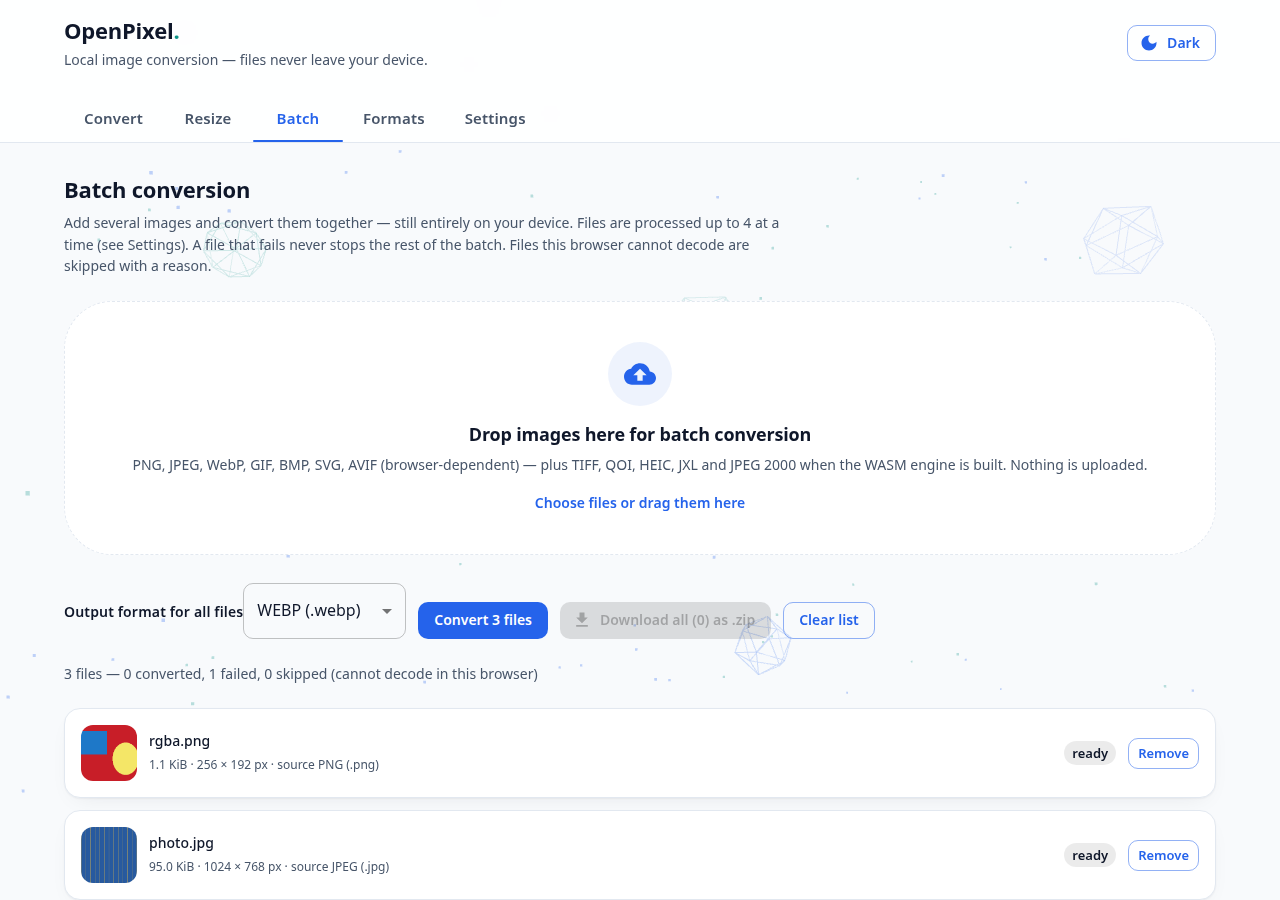 OpenPixel.
Local image conversion — files never leave your device.
Dark
Convert
Resize
Batch
Formats
Settings
Batch conversion
Add several images and convert them together — still entirely on your device. Files are processed up to 4 at a
time (see Settings). A file that fails never stops the rest of the batch. Files this browser cannot decode are
skipped with a reason.
Drop images here for batch conversion
PNG, JPEG, WebP, GIF, BMP, SVG, AVIF (browser-dependent) — plus TIFF, QOI, HEIC, JXL and JPEG 2000 when the WASM engine is built. Nothing is uploaded.
Choose files or drag them here
Output format for all files
WEBP (.webp)
Convert 3 files
Download all (0) as .zip
Clear list
3 files — 0 converted, 1 failed, 0 skipped (cannot decode in this browser)
rgba.png
1.1 KiB · 256 × 192 px · source PNG (.png)
ready
Remove
photo.jpg
95.0 KiB · 1024 × 768 px · source JPEG (.jpg)
ready
Remove